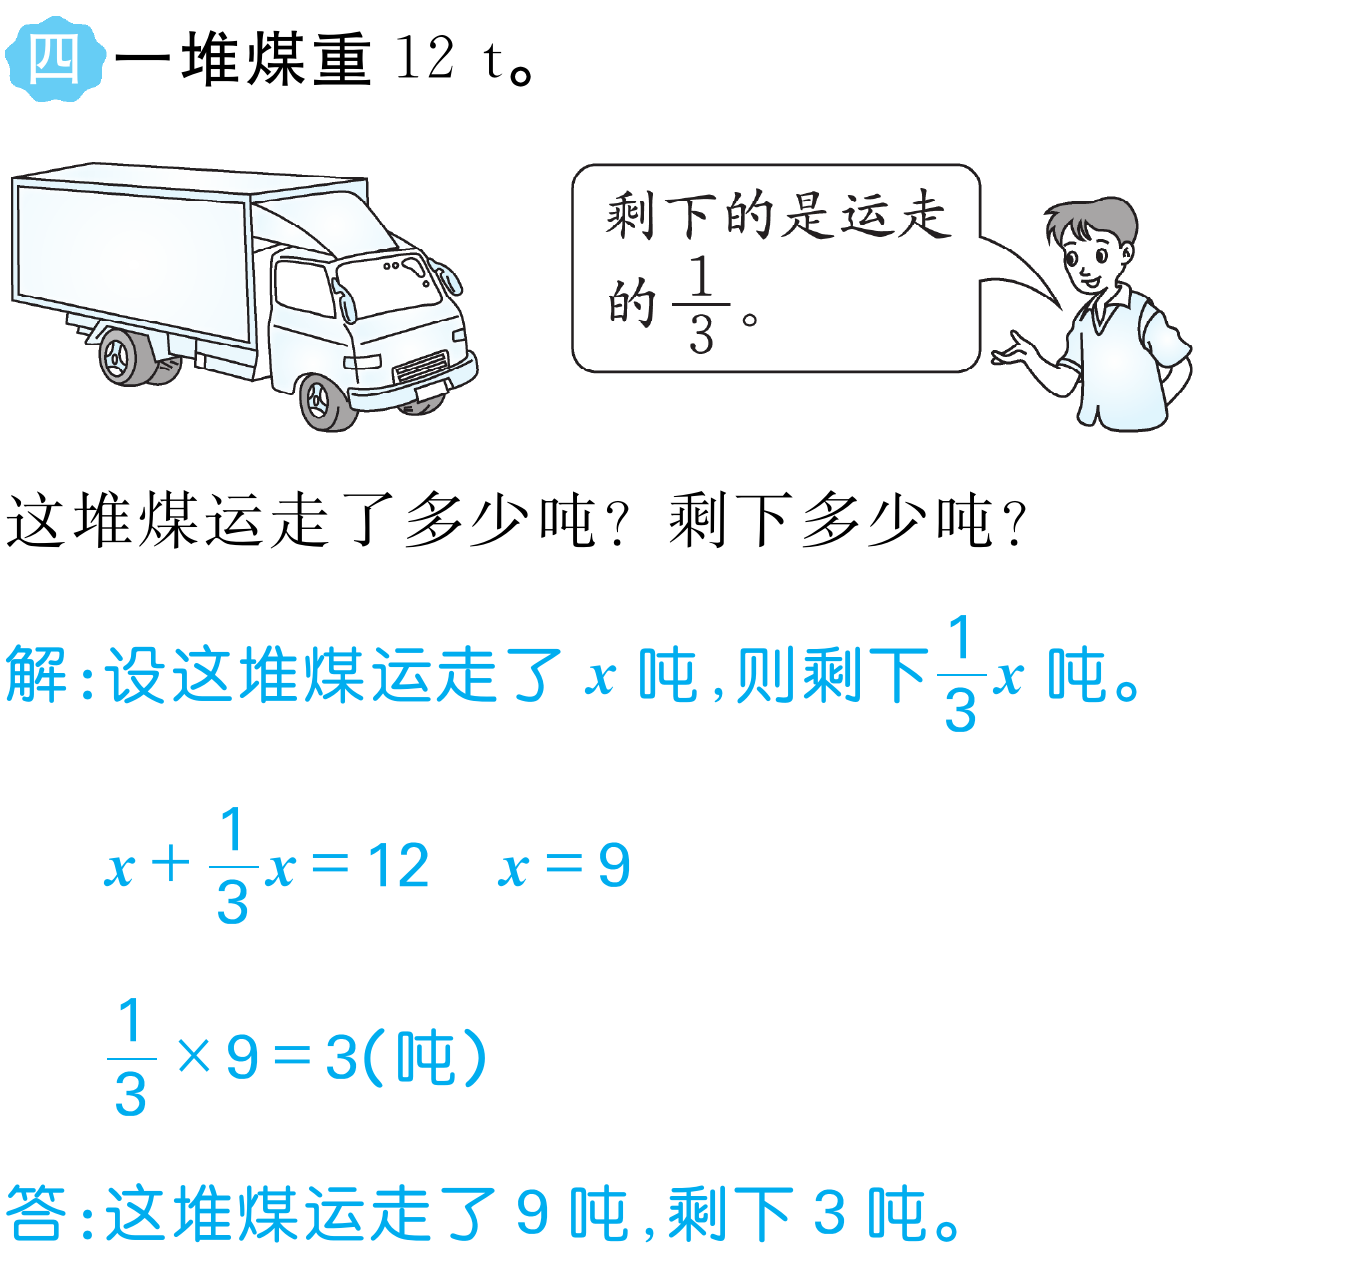 四 一堆煤重 12 t。
剩下的是运走
的 1/3 。
这堆煤运走了多少吨？剩下多少吨？
解：设这堆煤运走了 x 吨，则剩下 1/3 x 吨。
x + 1/3 x = 12  x = 9
1/3 × 9 = 3(吨)
答：这堆煤运走了 9 吨，剩下 3 吨。